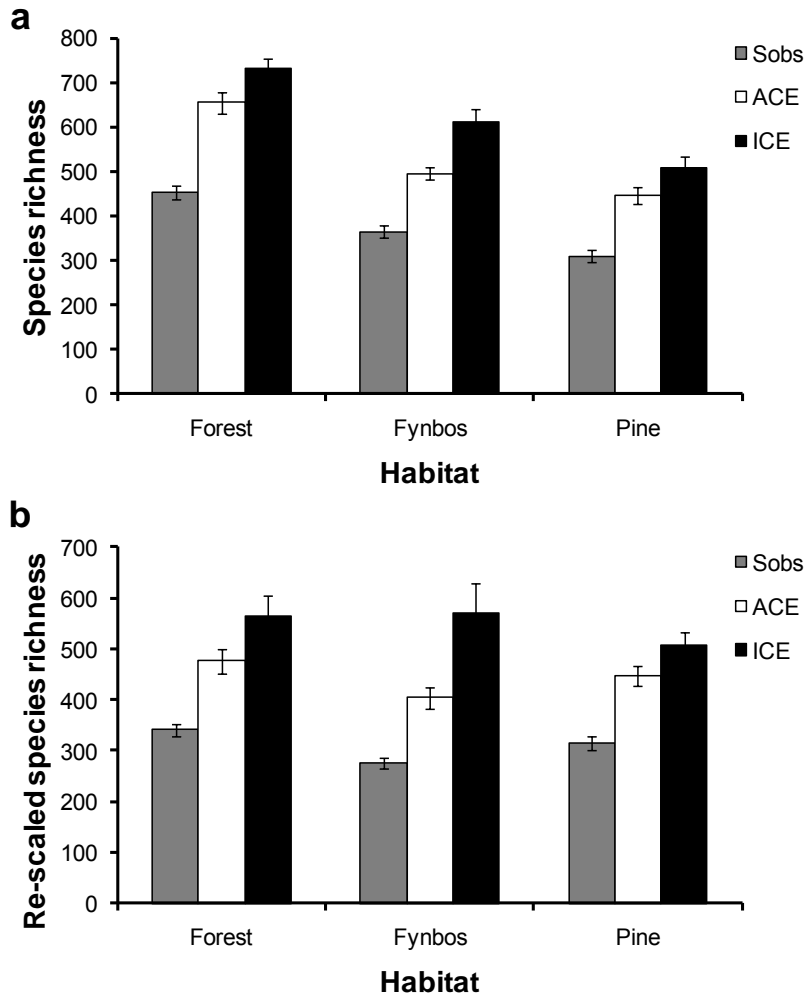 a
Species richness
800
700
600
500
400
300
200
100
0
Sobs
ACE
ICE
Forest Fynbos Pine
Habitat
b
Re-scaled species richness
700
600
500
400
300
200
100
0
Sobs
ACE
ICE
Forest Fynbos Pine
Habitat